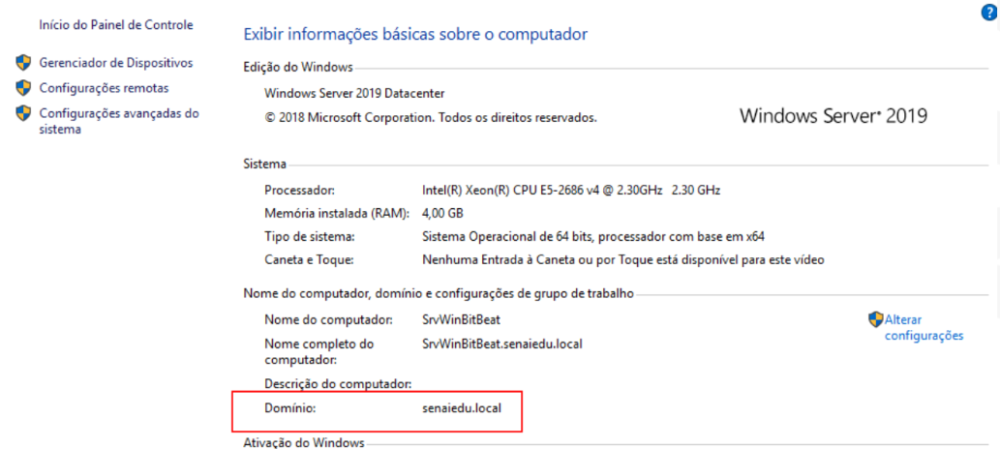 ?
Início do Painel de Controle
Gerenciador de Dispositivos
Configurações remotas
Configurações avançadas do
sistema
Exibir informações básicas sobre o computador
Edição do Windows
Windows Server 2019 Datacenter
© 2018 Microsoft Corporation. Todos os direitos reservados.
Windows Server® 2019
Sistema
Processador: Intel(R) Xeon(R) CPU E5-2686 v4 @ 2.30GHz 2.30 GHz
Memória instalada (RAM): 4,00 GB
Tipo de sistema: Sistema Operacional de 64 bits, processador com base em x64
Caneta e Toque: Nenhuma Entrada à Caneta ou por Toque está disponível para este vídeo
Nome do computador, domínio e configurações de grupo de trabalho
Nome do computador: SrvWinBitBeat
Nome completo do SrvWinBitBeat.senaiedu.local
computador:
Descrição do computador:
Domínio: senaiedu.local
Alterar
configurações
Ativação do Windows